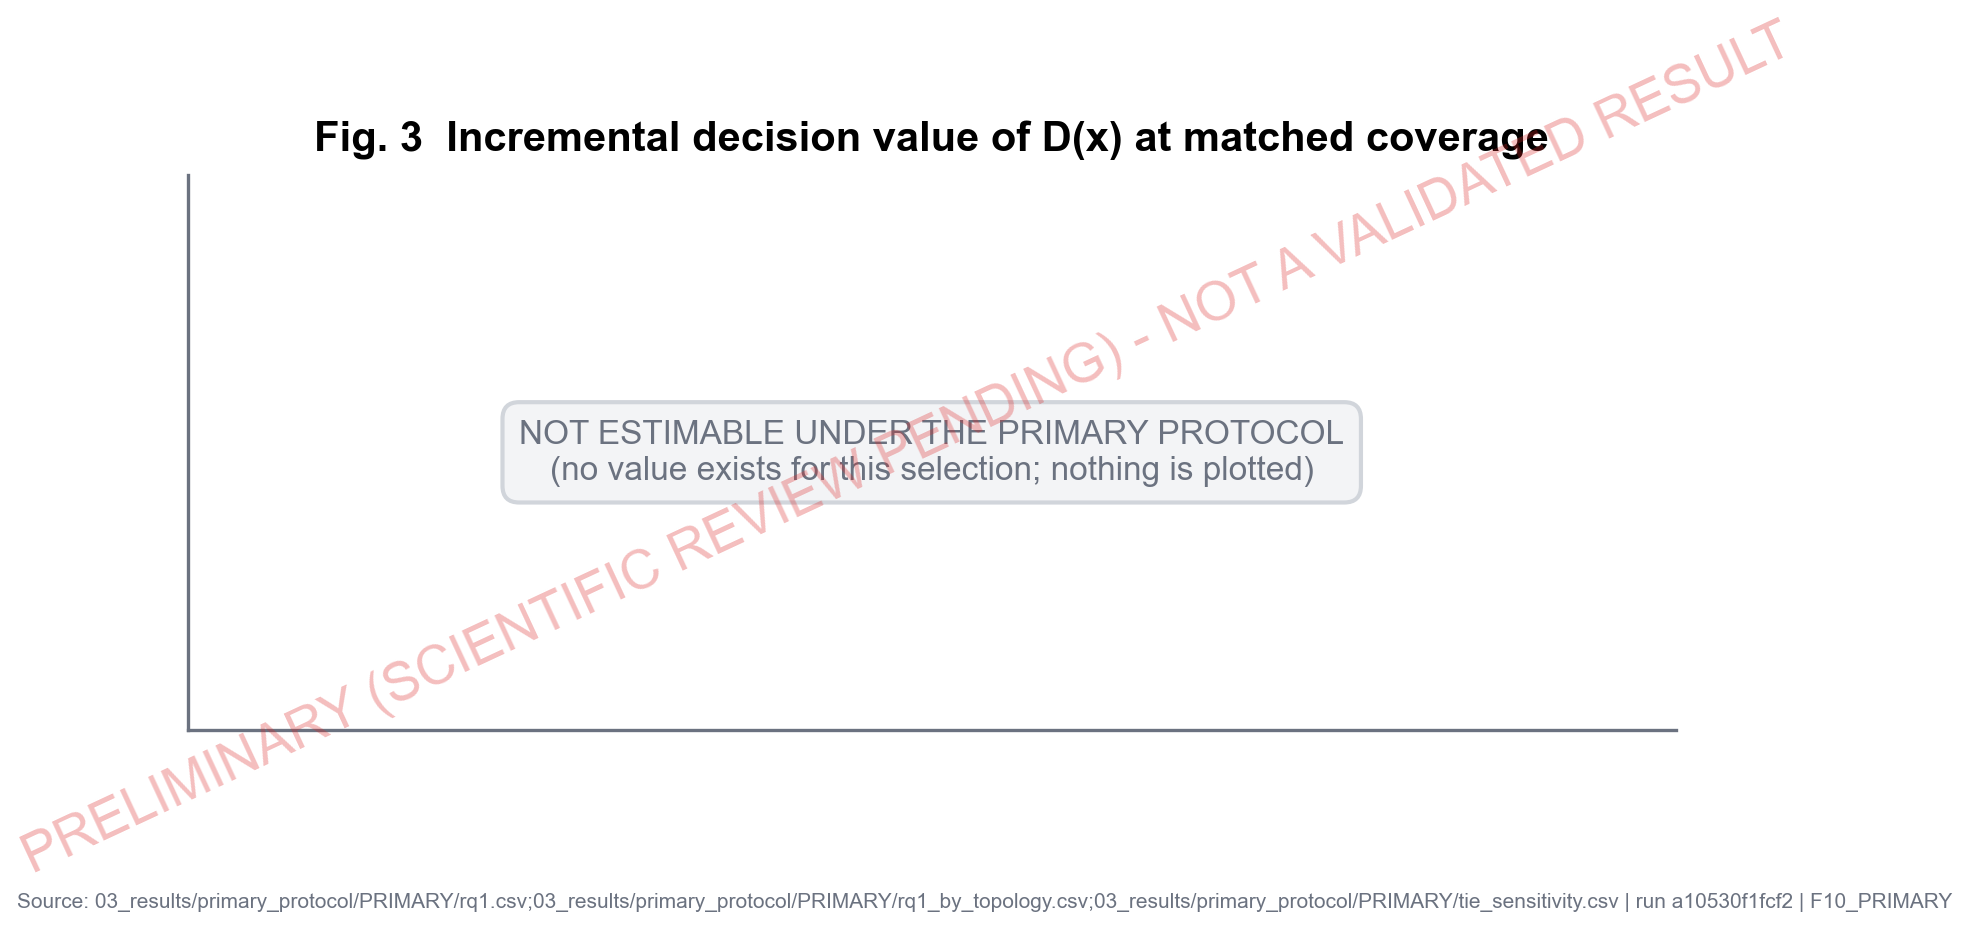 Fig. 3  Incremental decision value of D(x) at matched coverage
NOT ESTIMABLE UNDER THE PRIMARY PROTOCOL
(no value exists for this selection; nothing is plotted)
PRELIMINARY (SCIENTIFIC REVIEW PENDING) - NOT A VALIDATED RESULT
Source: 03_results/primary_protocol/PRIMARY/rq1.csv;03_results/primary_protocol/PRIMARY/rq1_by_topology.csv;03_results/primary_protocol/PRIMARY/tie_sensitivity.csv | run a10530f1fcf2 | F10_PRIMARY